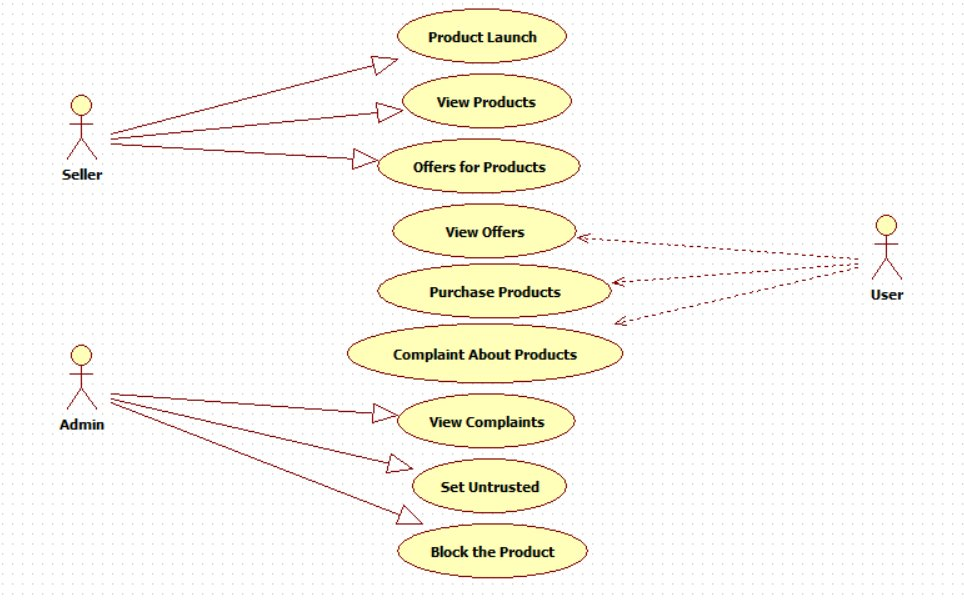 Product Launch
View Products
Offers for Products
Seller
View Offers
Purchase Products
User
Complaint About Products
Admin
View Complaints
Set Untrusted
Block the Product